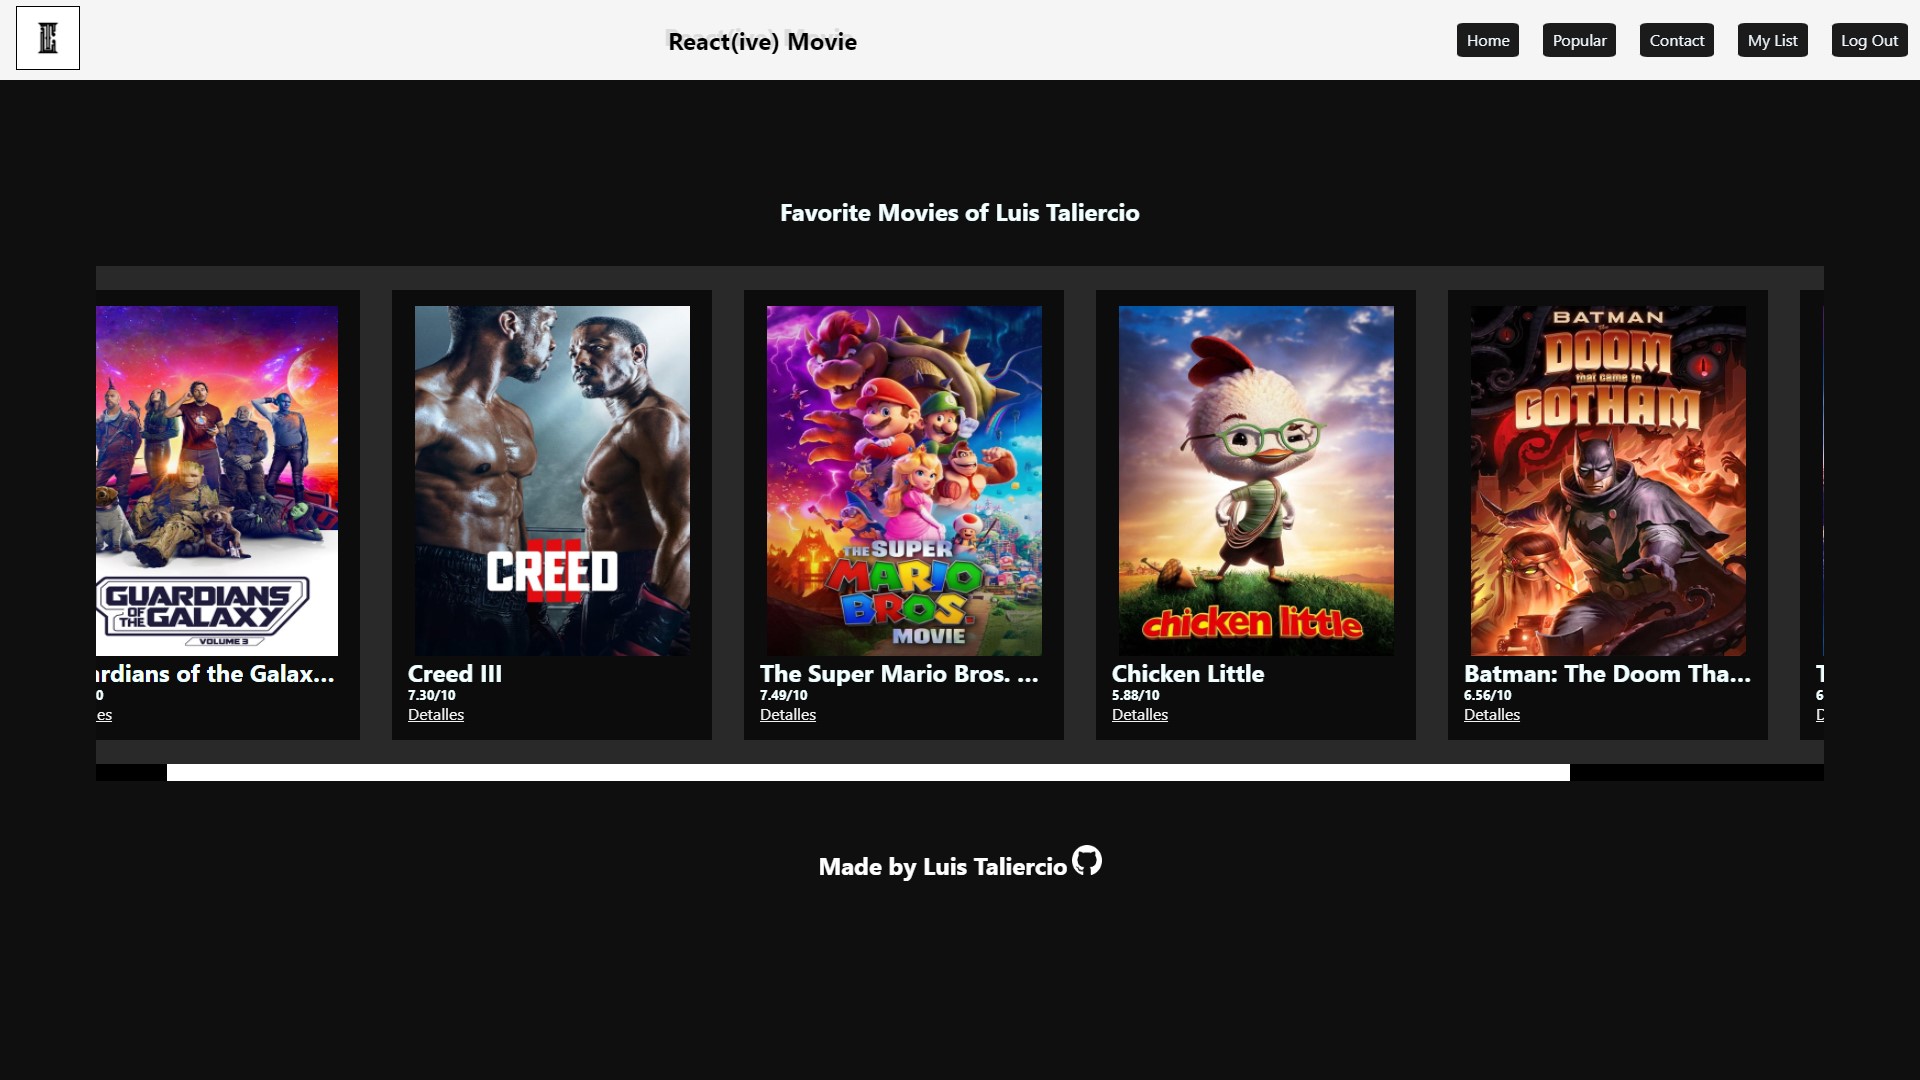 React(ive) Movie
Home
Popular
Contact
My List
Log Out
Favorite Movies of Luis Taliercio
GUARDIANS
OF THE GALAXY
VOLUME 3
rdians of the Galax...
0
es
CREED
III
Creed III
7.30/10
Detalles
THE SUPER
MARIO
BROS.
MOVIE
The Super Mario Bros. ...
7.49/10
Detalles
chicken little
Chicken Little
5.88/10
Detalles
BATMAN
the
DOOM
that came to
GOTHAM
Batman: The Doom Tha...
6.56/10
Detalles
T
6
D
Made by Luis Taliercio